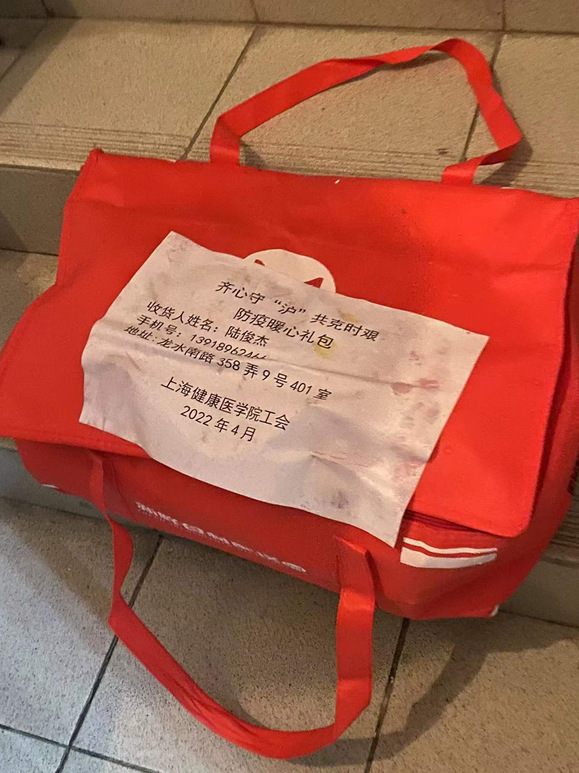 齐心守“沪”共克时艰
防疫暖心礼包
收货人姓名：陆俊杰
手机号：13918962
地址：龙水南路 358 弄 9 号 401 室
上海健康医学院工会
2022 年 4 月